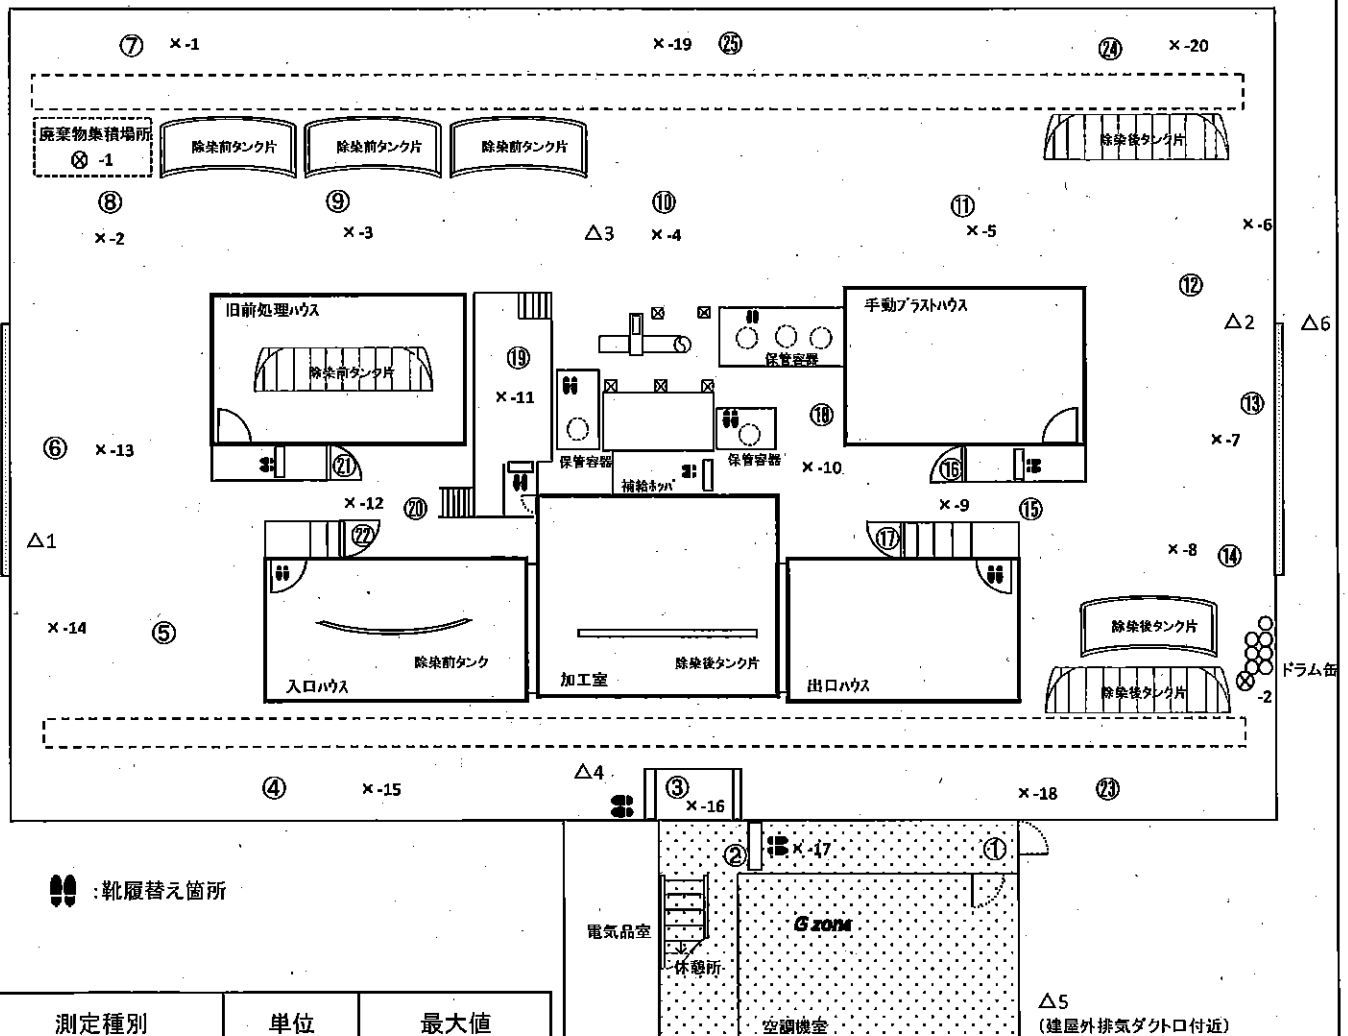 ⑦ ×-1 ×-19 ㉕ ㉔ ×-20
廃棄物集積場所
⊗ -1
除染前タンク片 除染前タンク片 除染前タンク片 除染後タンク片
⑧ ⑨ ⑩ ⑪
×-2 ×-3 △3 ×-4 ×-5 ×-6
⑫
旧前処理ハウス 手動ブラストハウス
△2 △6
⑲ 保管容器
除染前タンク片
×-11 ⑱ ⑬
⑥ ×-13 ×-7
㉑ 保管容器 保管容器 ×-10 ⑯
補給ホッパ
×-12 ⑳ ×-9 ⑮
△1 ㉒ ⑰ ×-8 ⑭
×-14 ⑤ 除染後タンク片
除染前タンク 除染後タンク片 ドラム缶
入口ハウス 加工室 出口ハウス 除染後タンク片 ⊗ -2
④ ×-15 △4 ③ ×-16 ×-18 ㉓
② ×-17 ①
:靴履替え箇所
電気品室 G zone
休憩所
△5
(建屋外排気ダクト口付近)
空調機室
測定種別 単位 最大値